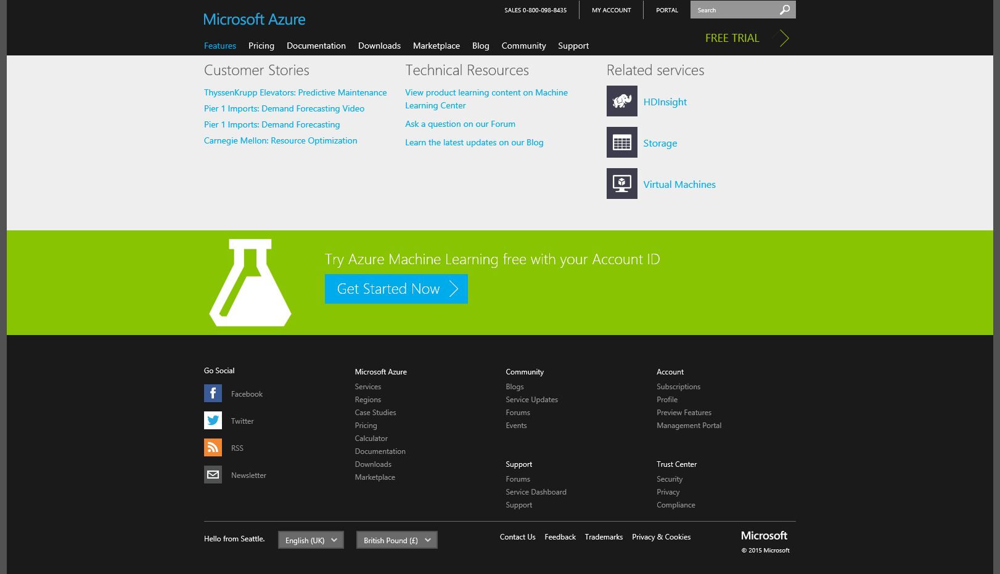 SALES 0-800-098-8435
MY ACCOUNT
PORTAL
Search
Microsoft Azure
FREE TRIAL
Features Pricing Documentation Downloads Marketplace Blog Community Support
Customer Stories
ThyssenKrupp Elevators: Predictive Maintenance
Pier 1 Imports: Demand Forecasting Video
Pier 1 Imports: Demand Forecasting
Carnegie Mellon: Resource Optimization
Technical Resources
View product learning content on Machine
Learning Center
Ask a question on our Forum
Learn the latest updates on our Blog
Related services
HDInsight
Storage
Virtual Machines
Try Azure Machine Learning free with your Account ID
Get Started Now
Go Social
Facebook
Twitter
RSS
Newsletter
Microsoft Azure
Services
Regions
Case Studies
Pricing
Calculator
Documentation
Downloads
Marketplace
Community
Blogs
Service Updates
Forums
Events
Support
Forums
Service Dashboard
Support
Account
Subscriptions
Profile
Preview Features
Management Portal
Trust Center
Security
Privacy
Compliance
Hello from Seattle.
English (UK)
British Pound (£)
Contact Us Feedback Trademarks Privacy & Cookies
Microsoft
© 2015 Microsoft